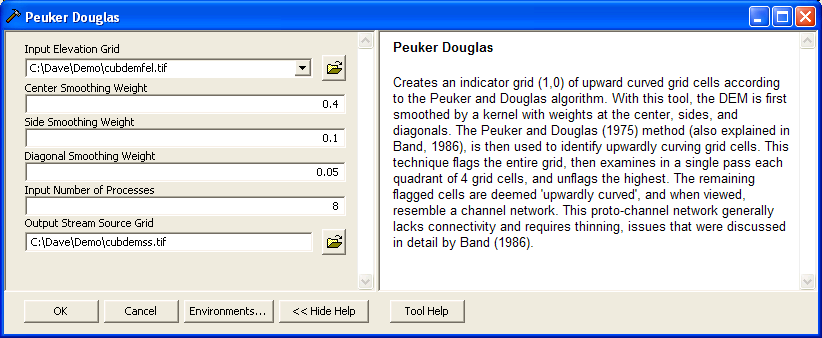 Peuker Douglas
Input Elevation Grid
C:\Dave\Demo\cubdemfel.tif
Center Smoothing Weight
0.4
Side Smoothing Weight
0.1
Diagonal Smoothing Weight
0.05
Input Number of Processes
8
Output Stream Source Grid
C:\Dave\Demo\cubdemss.tif
Peuker Douglas
Creates an indicator grid (1,0) of upward curved grid cells according
to the Peuker and Douglas algorithm. With this tool, the DEM is first
smoothed by a kernel with weights at the center, sides, and
diagonals. The Peuker and Douglas (1975) method (also explained in
Band, 1986), is then used to identify upwardly curving grid cells. This
technique flags the entire grid, then examines in a single pass each
quadrant of 4 grid cells, and unflags the highest. The remaining
flagged cells are deemed 'upwardly curved', and when viewed,
resemble a channel network. This proto-channel network generally
lacks connectivity and requires thinning, issues that were discussed
in detail by Band (1986).
OK
Cancel
Environments...
<< Hide Help
Tool Help